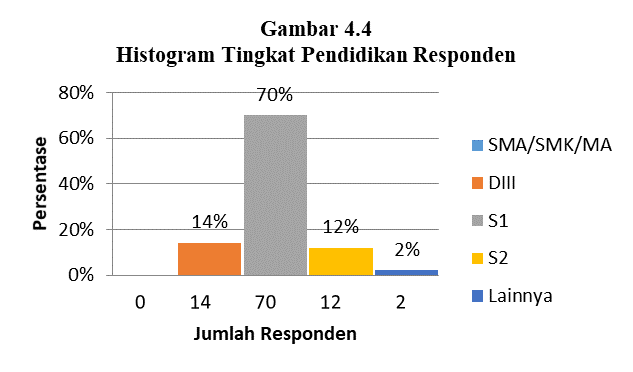 Gambar 4.4
Histogram Tingkat Pendidikan Responden
80%
60%
40%
20%
0%
Persentase
14%
70%
12%
2%
0 14 70 12 2
Jumlah Responden
SMA/SMK/MA
DIII
S1
S2
Lainnya